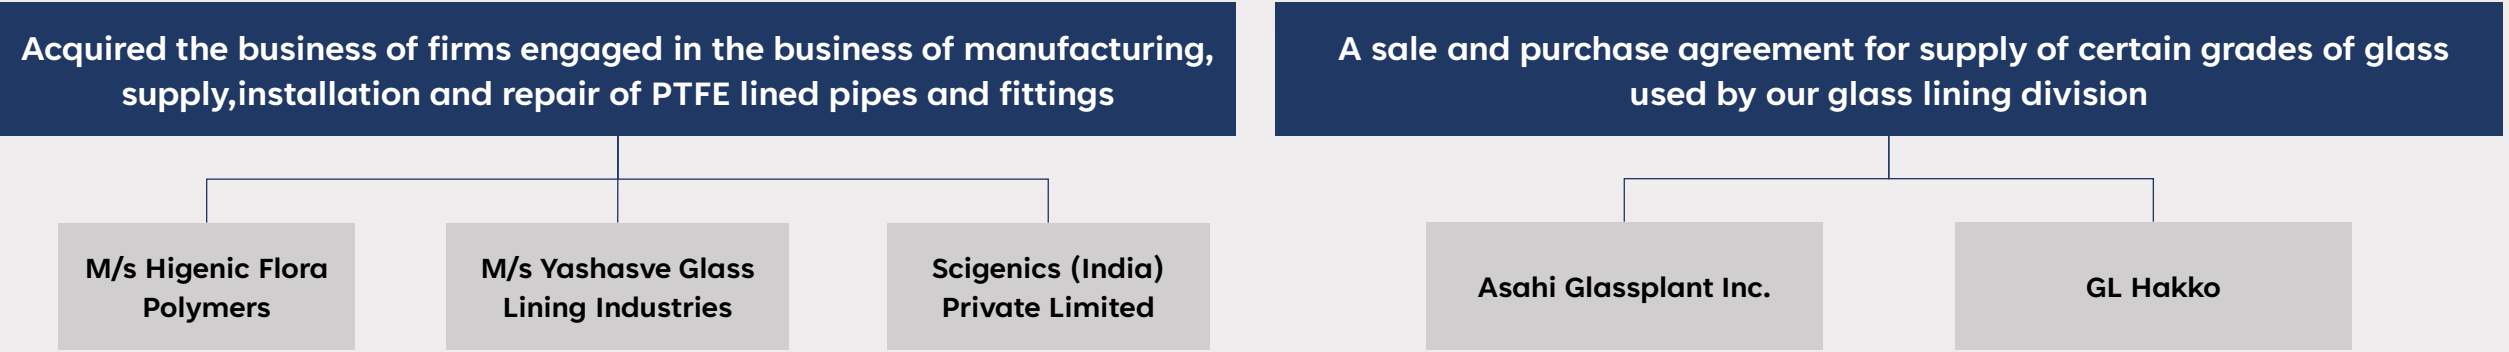 Acquired the business of firms engaged in the business of manufacturing,
supply,installation and repair of PTFE lined pipes and fittings
M/s Higenic Flora
Polymers
M/s Yashasve Glass
Lining Industries
Scigenics (India)
Private Limited
A sale and purchase agreement for supply of certain grades of glass
used by our glass lining division
Asahi Glassplant Inc.
GL Hakko